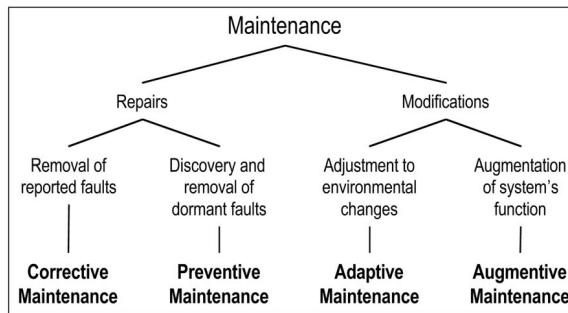 Maintenance
Repairs
Modifications
Removal of
reported faults
Discovery and
removal of
dormant faults
Adjustment to
environmental
changes
Augmentation
of system's
function
Corrective
Maintenance
Preventive
Maintenance
Adaptive
Maintenance
Augmentive
Maintenance